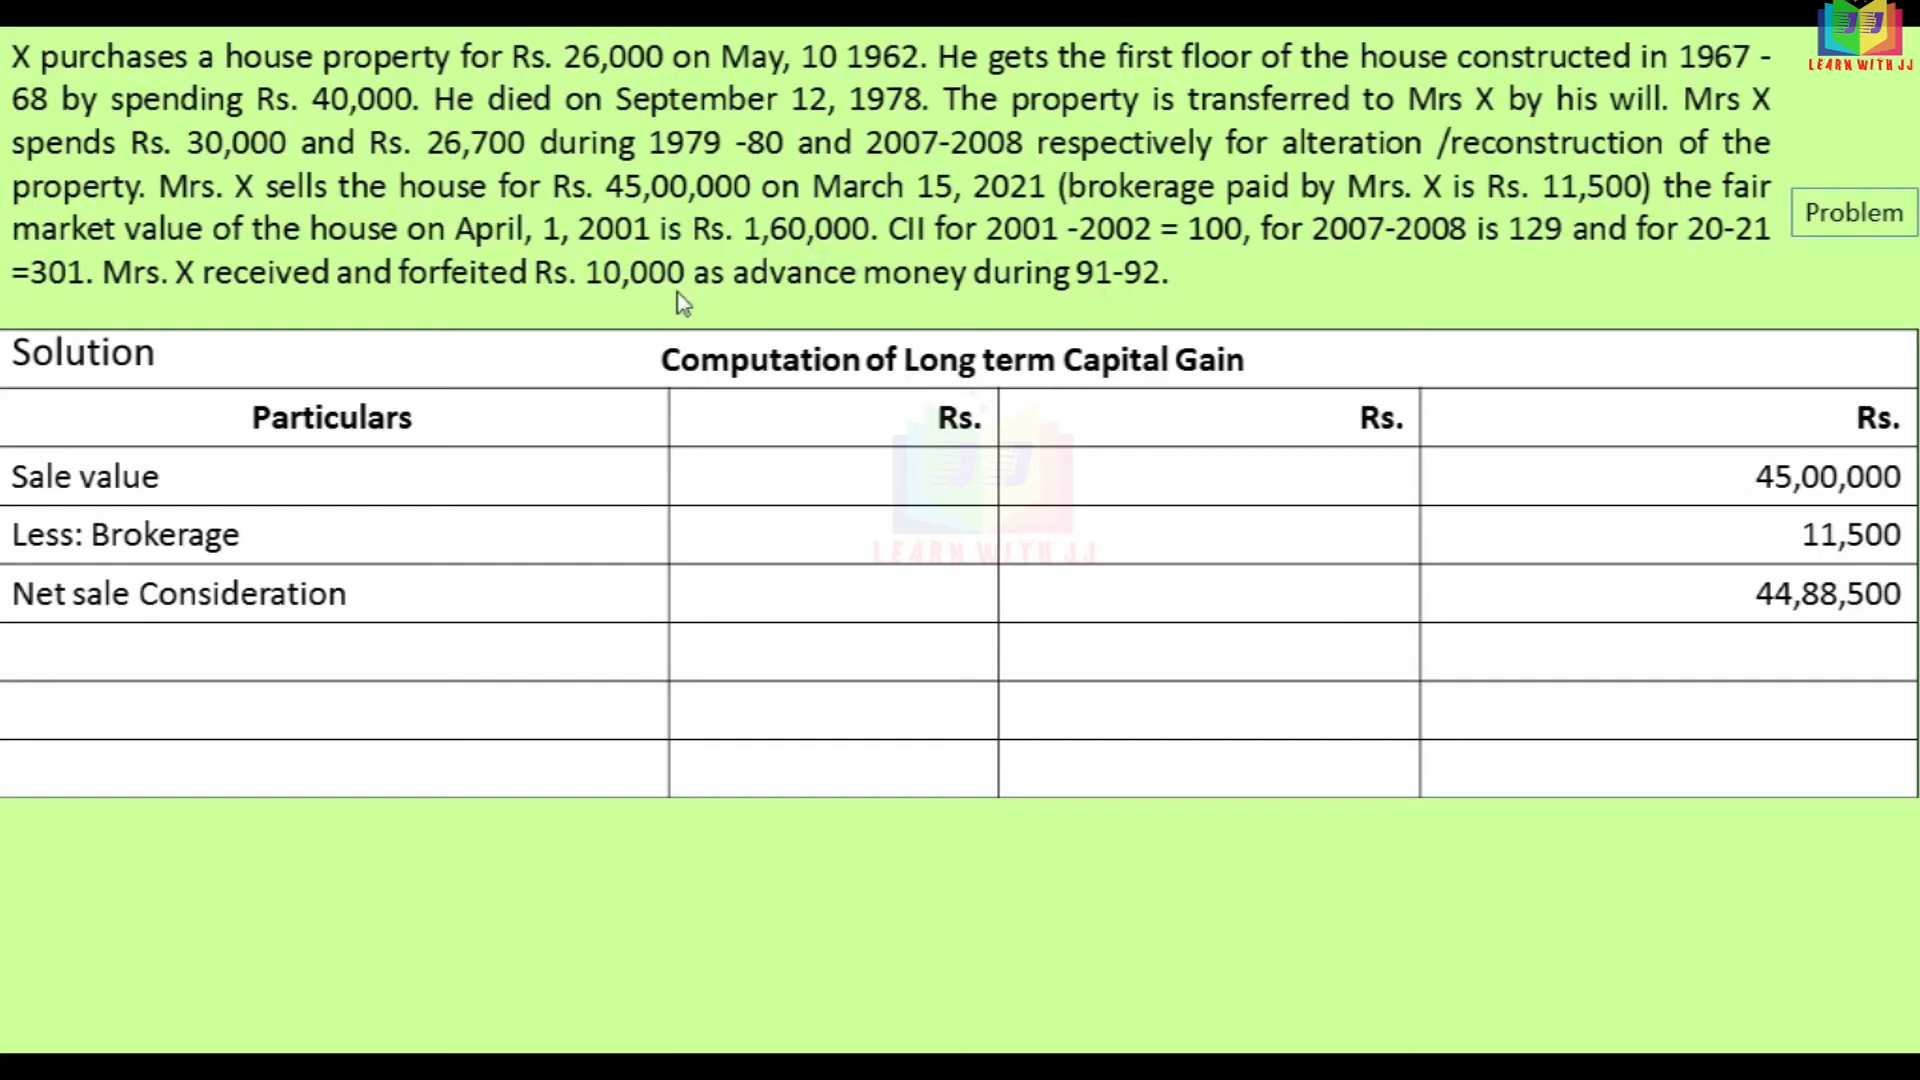 LEARN WITH JJ
X purchases a house property for Rs. 26,000 on May, 10 1962. He gets the first floor of the house constructed in 1967 -
68 by spending Rs. 40,000. He died on September 12, 1978. The property is transferred to Mrs X by his will. Mrs X
spends Rs. 30,000 and Rs. 26,700 during 1979 -80 and 2007-2008 respectively for alteration /reconstruction of the
property. Mrs. X sells the house for Rs. 45,00,000 on March 15, 2021 (brokerage paid by Mrs. X is Rs. 11,500) the fair
market value of the house on April, 1, 2001 is Rs. 1,60,000. CII for 2001 -2002 = 100, for 2007-2008 is 129 and for 20-21
=301. Mrs. X received and forfeited Rs. 10,000 as advance money during 91-92.
Problem
Solution
Computation of Long term Capital Gain
Particulars Rs. Rs. Rs.
Sale value 45,00,000
Less: Brokerage 11,500
LEARN WITH JJ
Net sale Consideration 44,88,500